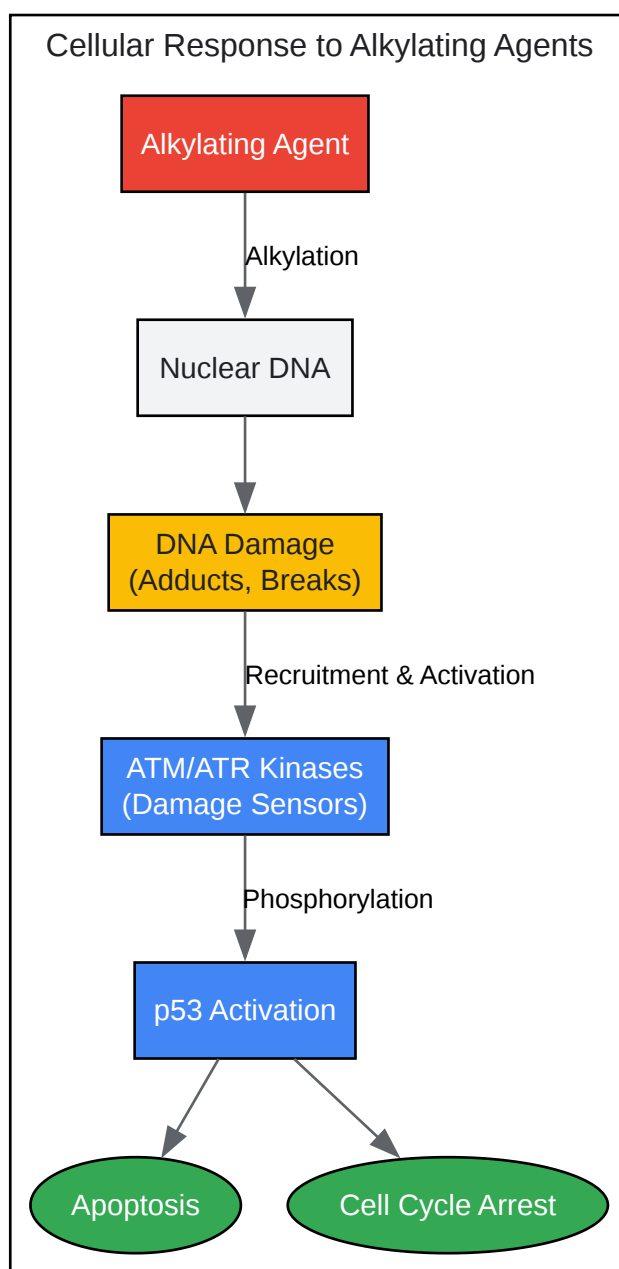 Cellular Response to Alkylating Agents
Alkylating Agent
Alkylation
Nuclear DNA
DNA Damage
(Adducts, Breaks)
Recruitment & Activation
ATM/ATR Kinases
(Damage Sensors)
Phosphorylation
p53 Activation
Apoptosis
Cell Cycle Arrest